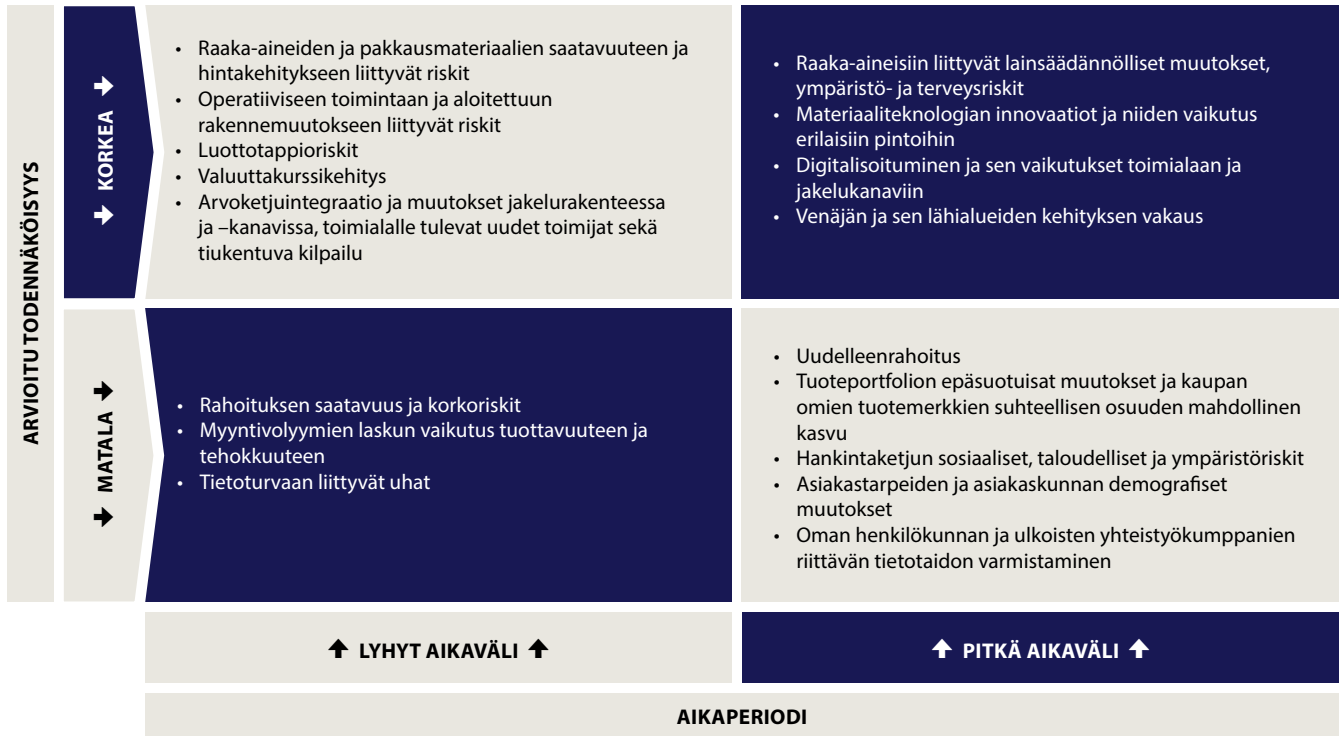 ARVIOITU TODENNÄKÖISYYS
KORKEA
• Raaka-aineiden ja pakkausmateriaalien saatavuuteen ja
hintakehitykseen liittyvät riskit
• Operatiiviseen toimintaan ja aloitettuun
rakennemuutokseen liittyvät riskit
• Luottotappioriskit
• Valuuttakurssikehitys
• Arvoketjuintegraatio ja muutokset jakelurakenteessa
ja –kanavissa, toimialalle tulevat uudet toimijat sekä
tiukentuva kilpailu
• Raaka-aineisiin liittyvät lainsäädännölliset muutokset,
ympäristö- ja terveysriskit
• Materiaaliteknologian innovaatiot ja niiden vaikutus
erilaisiin pintoihin
• Digitalisoituminen ja sen vaikutukset toimialaan ja
jakelukanaviin
• Venäjän ja sen lähialueiden kehityksen vakaus
MATALA
• Rahoituksen saatavuus ja korkoriskit
• Myyntivolyymien laskun vaikutus tuottavuuteen ja
tehokkuuteen
• Tietoturvaan liittyvät uhat
• Uudelleenrahoitus
• Tuoteportfolion epäsuotuisat muutokset ja kaupan
omien tuotemerkkien suhteellisen osuuden mahdollinen
kasvu
• Hankintaketjun sosiaaliset, taloudelliset ja ympäristöriskit
• Asiakastarpeiden ja asiakaskunnan demografiset
muutokset
• Oman henkilökunnan ja ulkoisten yhteistyökumppanien
riittävän tietotaidon varmistaminen
LYHYT AIKAVÄLI
PITKÄ AIKAVÄLI
AIKAPERIODI